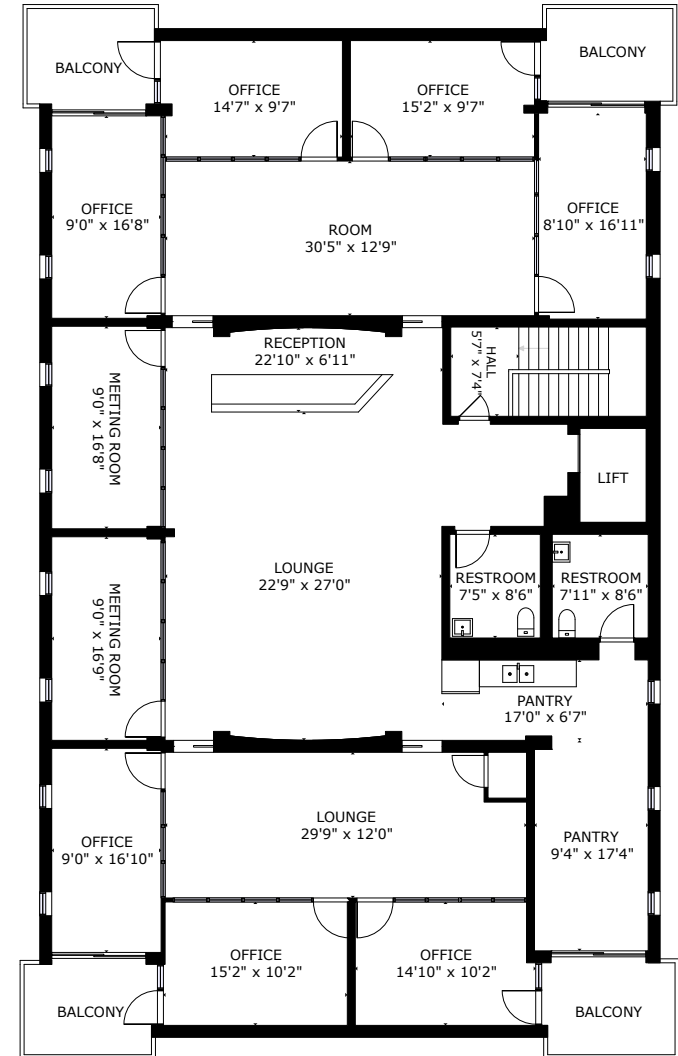 BALCONY
BALCONY
OFFICE
14'7" x 9'7"
OFFICE
15'2" x 9'7"
OFFICE
9'0" x 16'8"
ROOM
30'5" x 12'9"
OFFICE
8'10" x 16'11"
RECEPTION
22'10" x 6'11"
HALL
5'7" x 7'4"
MEETING ROOM
9'0" x 16'8"
LIFT
LOUNGE
22'9" x 27'0"
RESTROOM
7'5" x 8'6"
RESTROOM
7'11" x 8'6"
MEETING ROOM
9'0" x 16'9"
PANTRY
17'0" x 6'7"
LOUNGE
29'9" x 12'0"
OFFICE
9'0" x 16'10"
PANTRY
9'4" x 17'4"
OFFICE
15'2" x 10'2"
OFFICE
14'10" x 10'2"
BALCONY
BALCONY